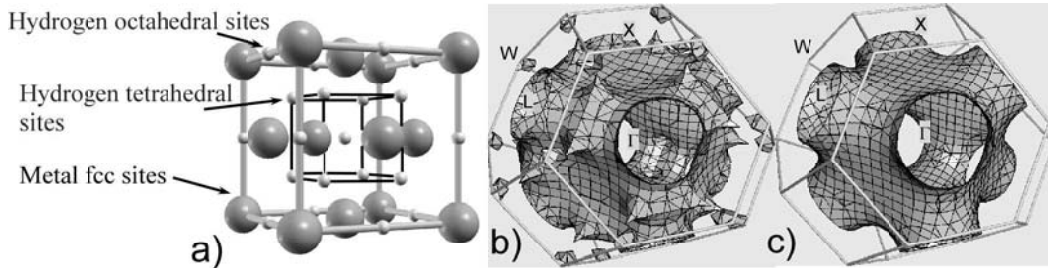 Hydrogen octahedral sites
Hydrogen tetrahedral
sites
Metal fcc sites
a)
W
X
L
Γ
b)
W
X
L
Γ
c)